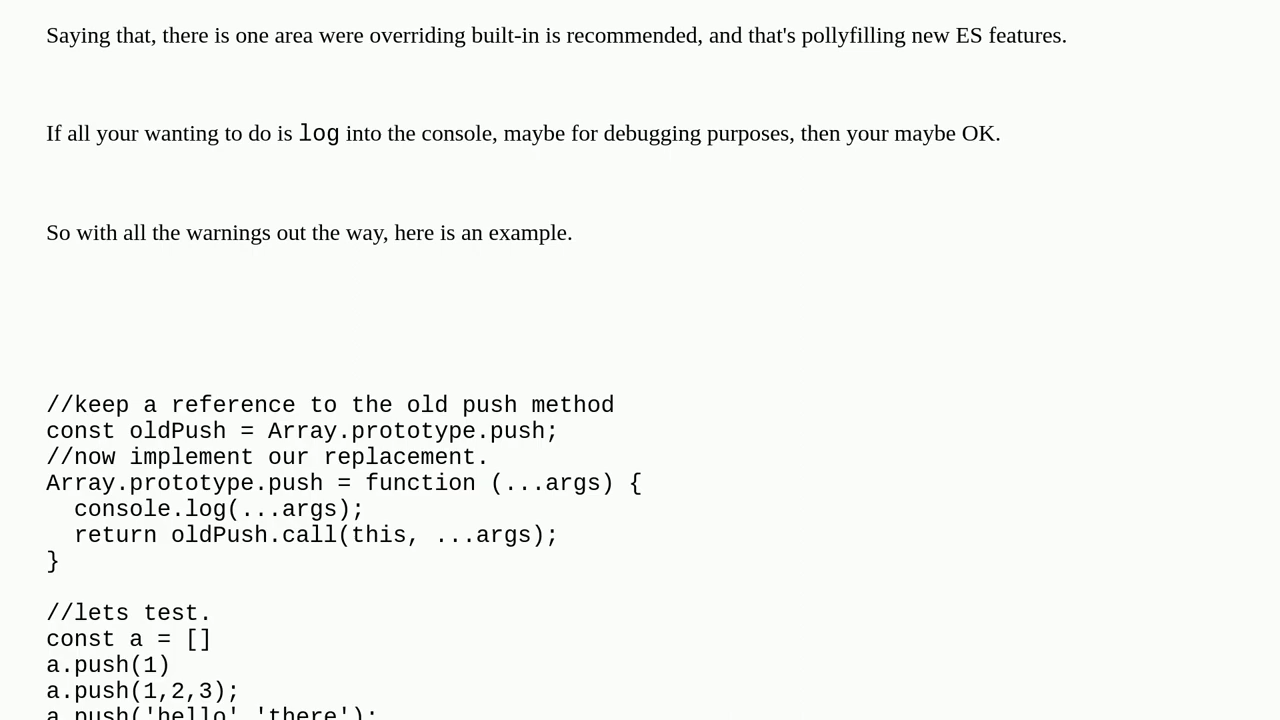 Saying that, there is one area were overriding built-in is recommended, and that's pollyfilling new ES features.
If all your wanting to do is log into the console, maybe for debugging purposes, then your maybe OK.
So with all the warnings out the way, here is an example.
//keep a reference to the old push method
const oldPush = Array.prototype.push;
//now implement our replacement.
Array.prototype.push = function (...args) {
  console.log(...args);
  return oldPush.call(this, ...args);
}
//lets test.
const a = []
a.push(1)
a.push(1,2,3);
a.push('hello','there');